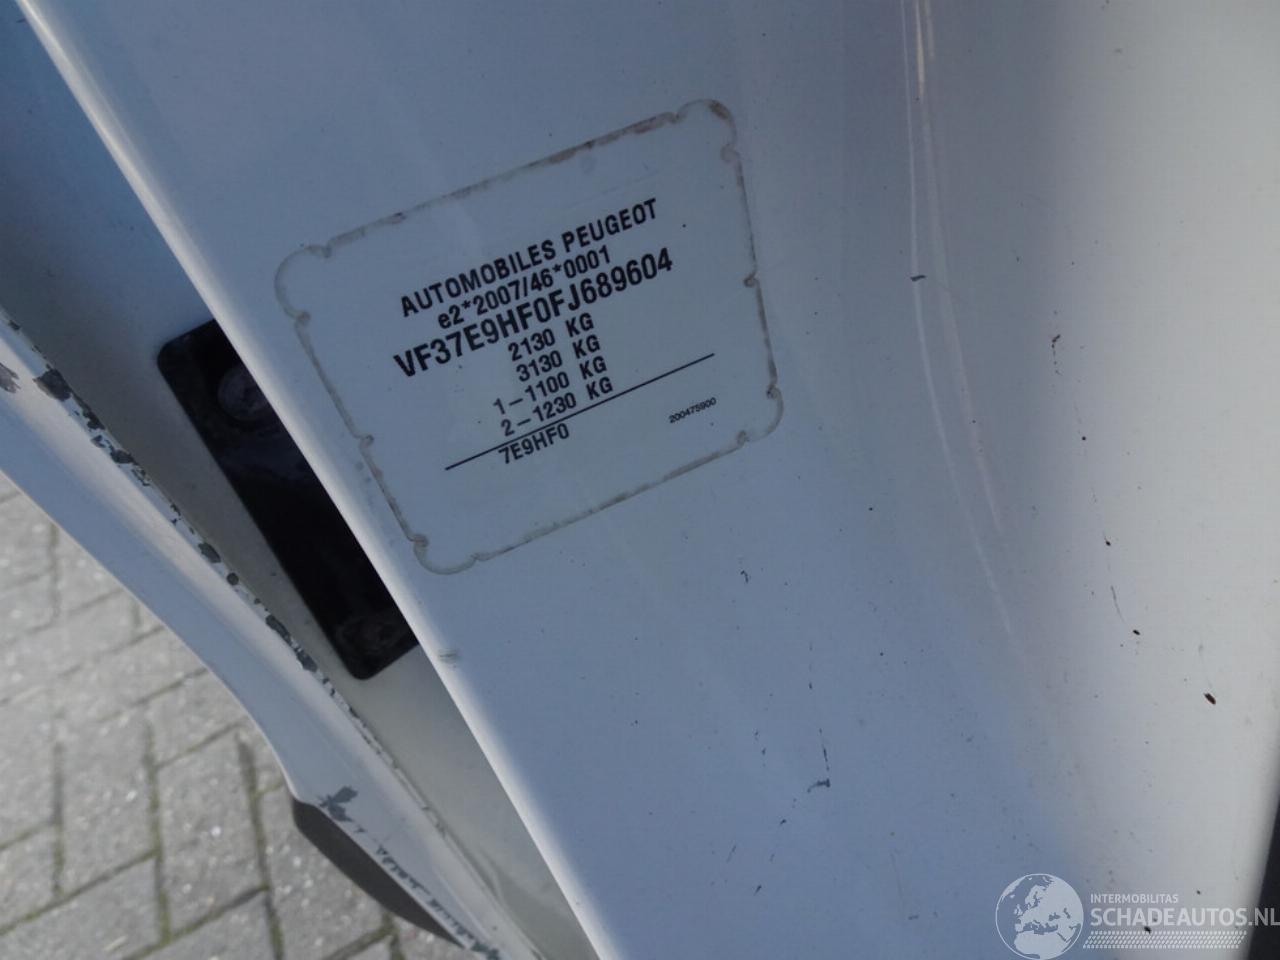 AUTOMOBILES PEUGEOT
e2*2007/46*0001
VF37E9HF0FJ689604
2130 KG
3130 KG
1-1100 KG
2-1230 KG
7E9HF0
200475900
INTERMOBILITAS
SCHADEAUTOS.NL